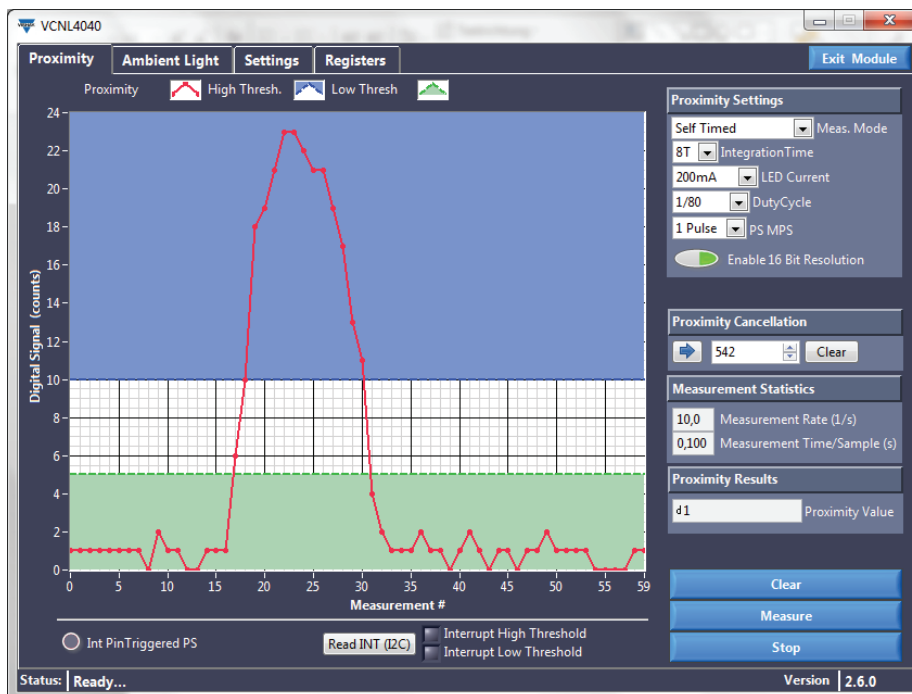 VCNL4040
Proximity
Ambient Light
Settings
Registers
Exit Module
Proximity
High Thresh.
Low Thresh
Digital Signal (counts)
24
22
20
18
16
14
12
10
8
6
4
2
0
0 5 10 15 20 25 30 35 40 45 50 55 59
Measurement #
Int PinTriggered PS
Read INT (I2C)
Interrupt High Threshold
Interrupt Low Threshold
Proximity Settings
Self Timed Meas. Mode
8T IntegrationTime
200mA LED Current
1/80 DutyCycle
1 Pulse PS MPS
Enable 16 Bit Resolution
Proximity Cancellation
542 Clear
Measurement Statistics
10,0 Measurement Rate (1/s)
0,100 Measurement Time/Sample (s)
Proximity Results
d1 Proximity Value
Clear
Measure
Stop
Status: Ready...
Version 2.6.0